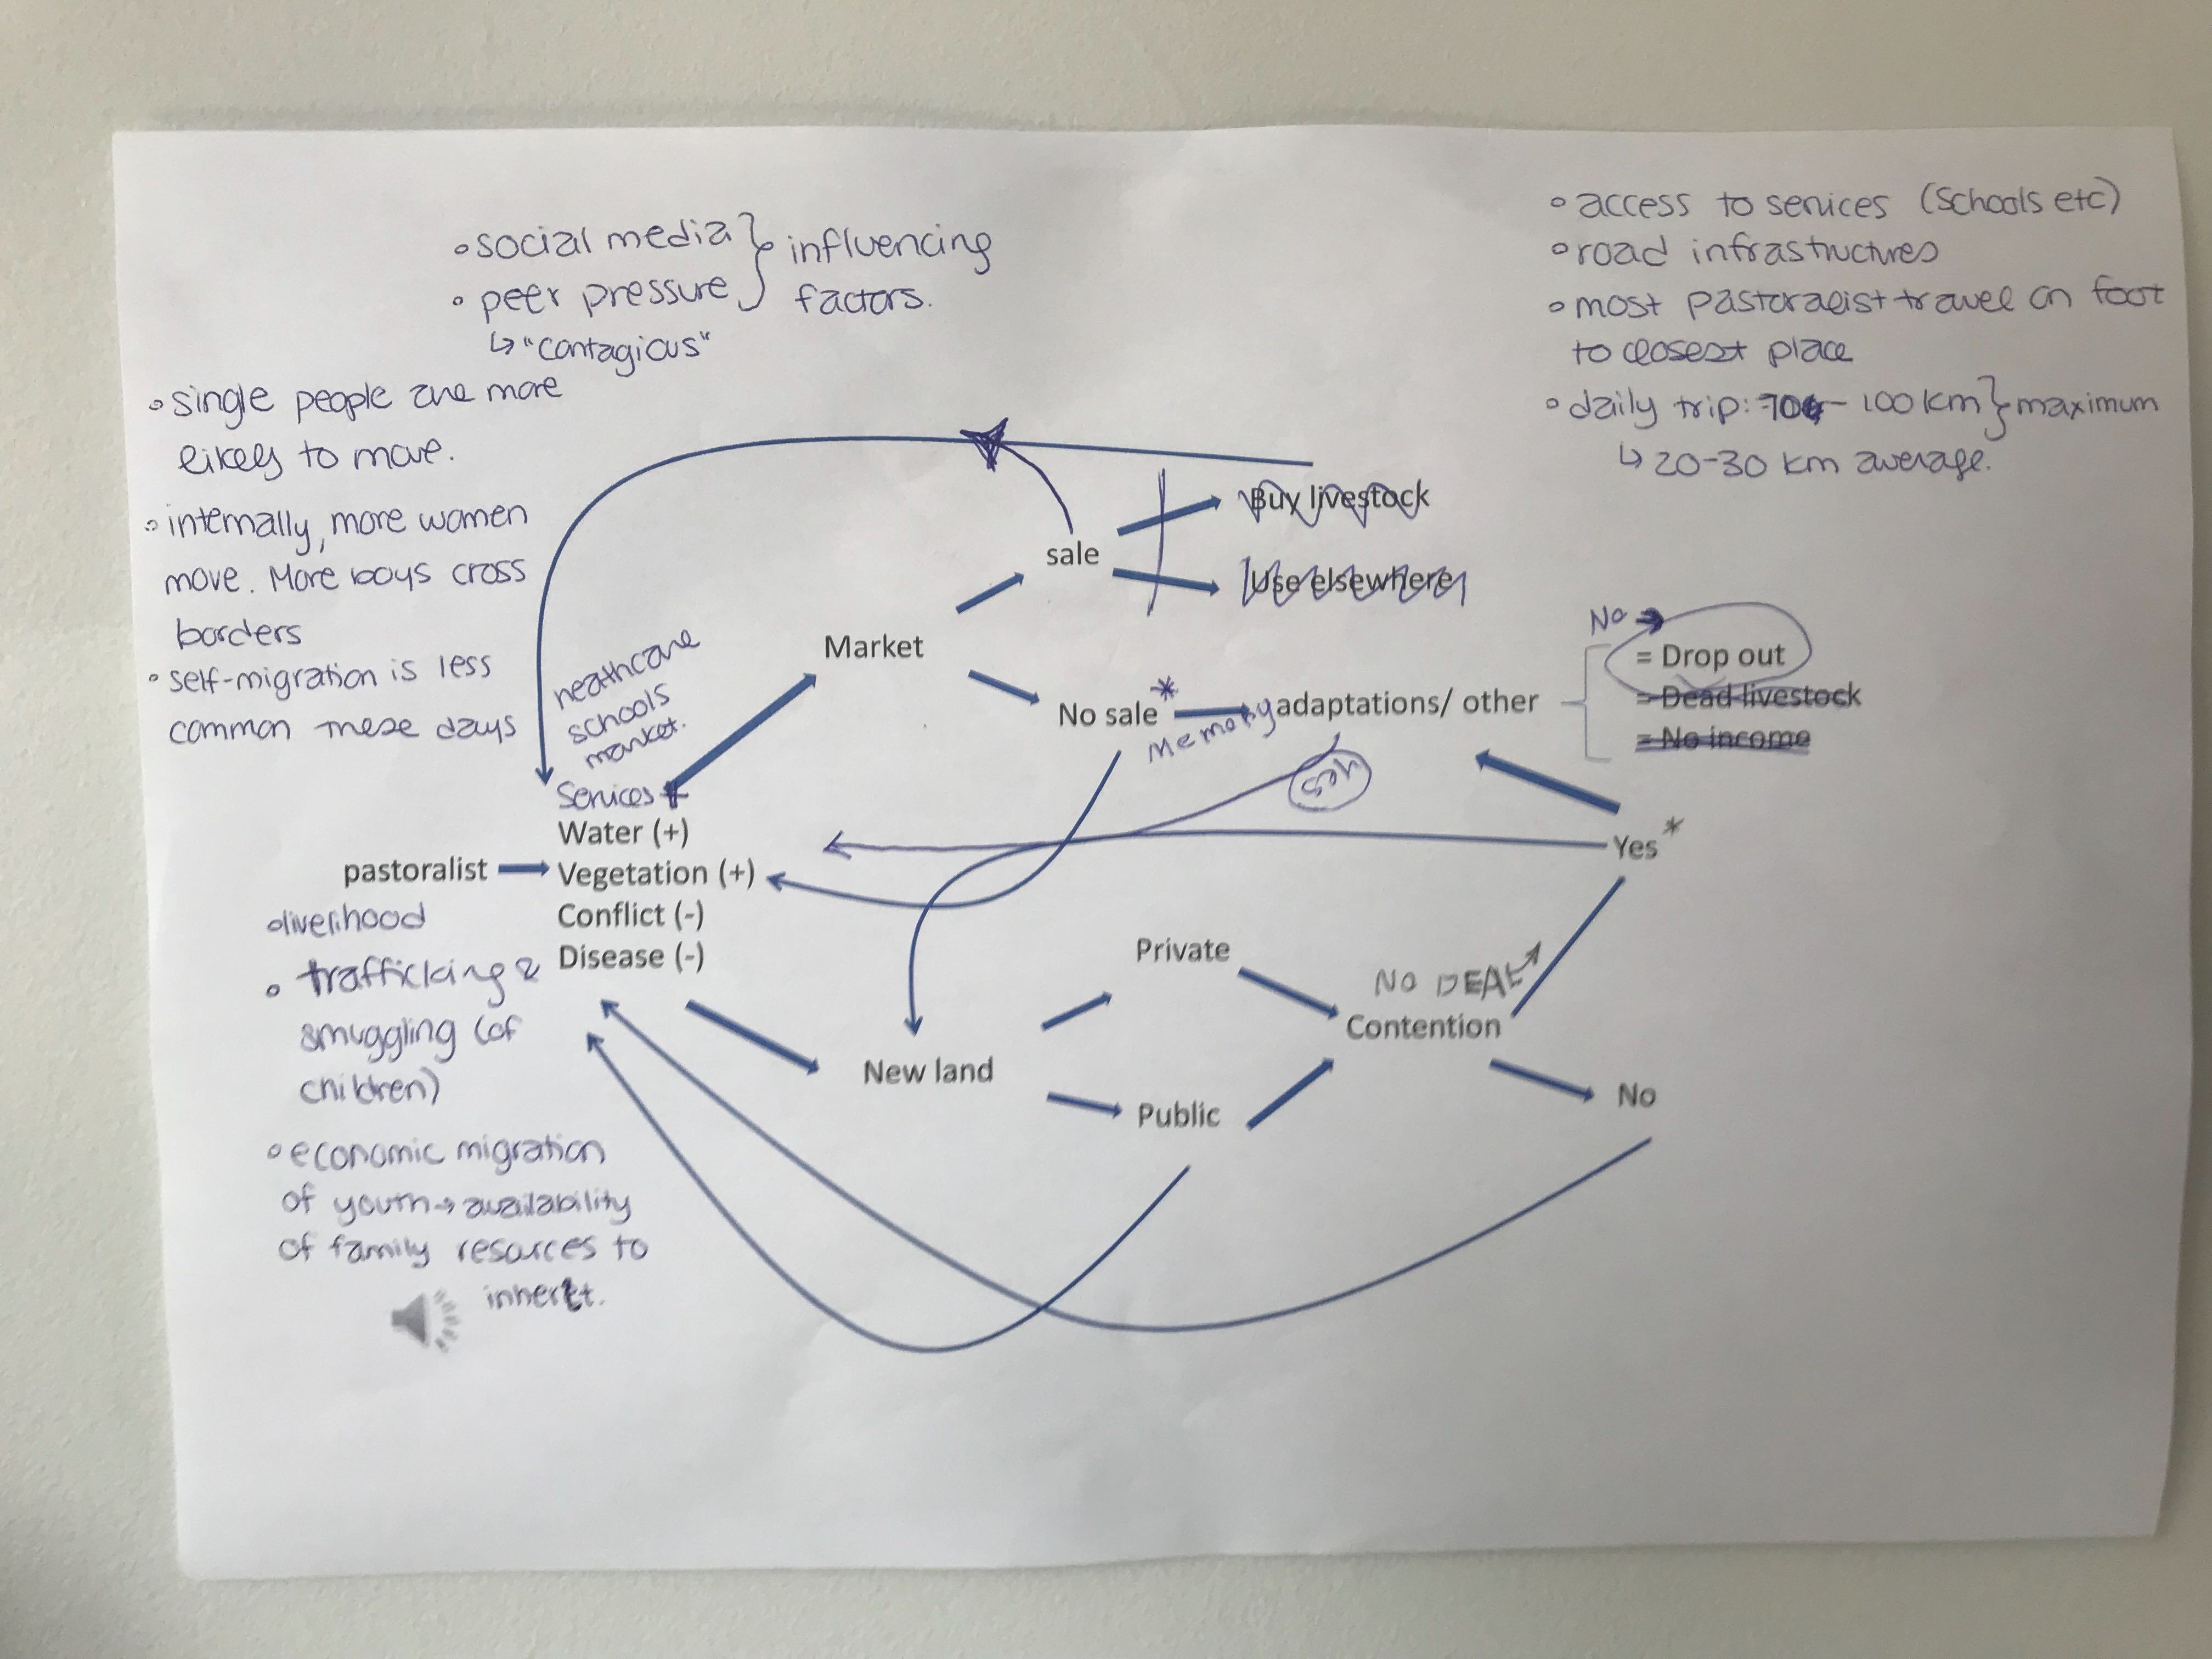 ◦ social media } influencing
◦ peer pressure } factors.
↳ "contagious"
◦ access to services (Schools etc)
◦ road infrastructures
◦ most pastoralist travel on foot
to closest place
◦ daily trip: 70 - 100 km } maximum
↳ 20-30 km average.
◦ single people are more
likely to move.
◦ internally, more women
move. More boys cross
borders
◦ self-migration is less
common these days
Buy livestock
sale
Use elsewhere
Market
No →
= Drop out
= Dead livestock
= No income
No sale *
Memory
adaptations/ other
yes
heathcare
schools
market.
Services +
Water (+)
pastoralist
Vegetation (+)
Conflict (-)
Disease (-)
Yes *
◦ livelihood
◦ trafficking &
smuggling (of
children)
◦ economic migration
of youth → availability
of family resources to
inherit.
Private
NO DEAL
Contention
New land
Public
No